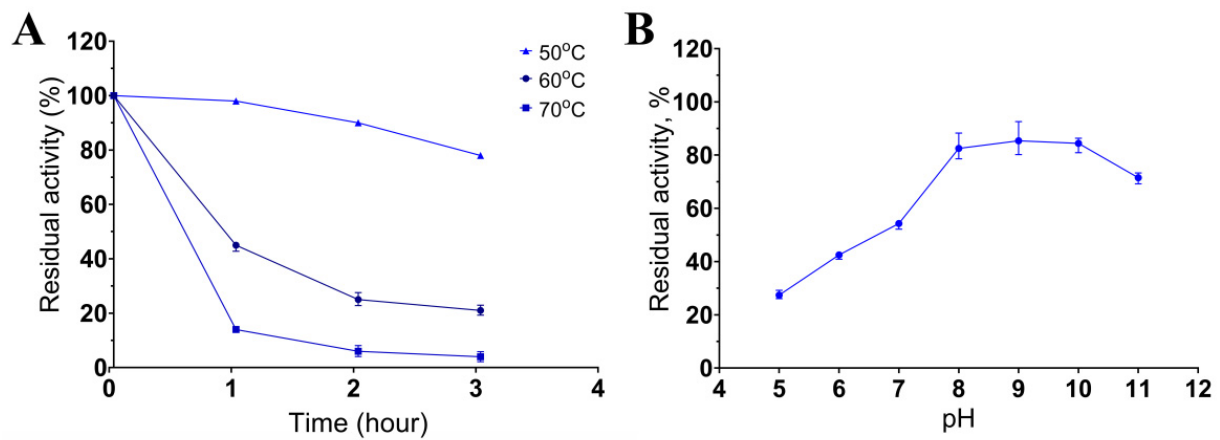 A
120
100
80
60
40
20
0
Residual activity (%)
50°C
60°C
70°C
0 1 2 3 4
Time (hour)
B
120
100
80
60
40
20
0
Residual activity, %
4 5 6 7 8 9 10 11 12
pH